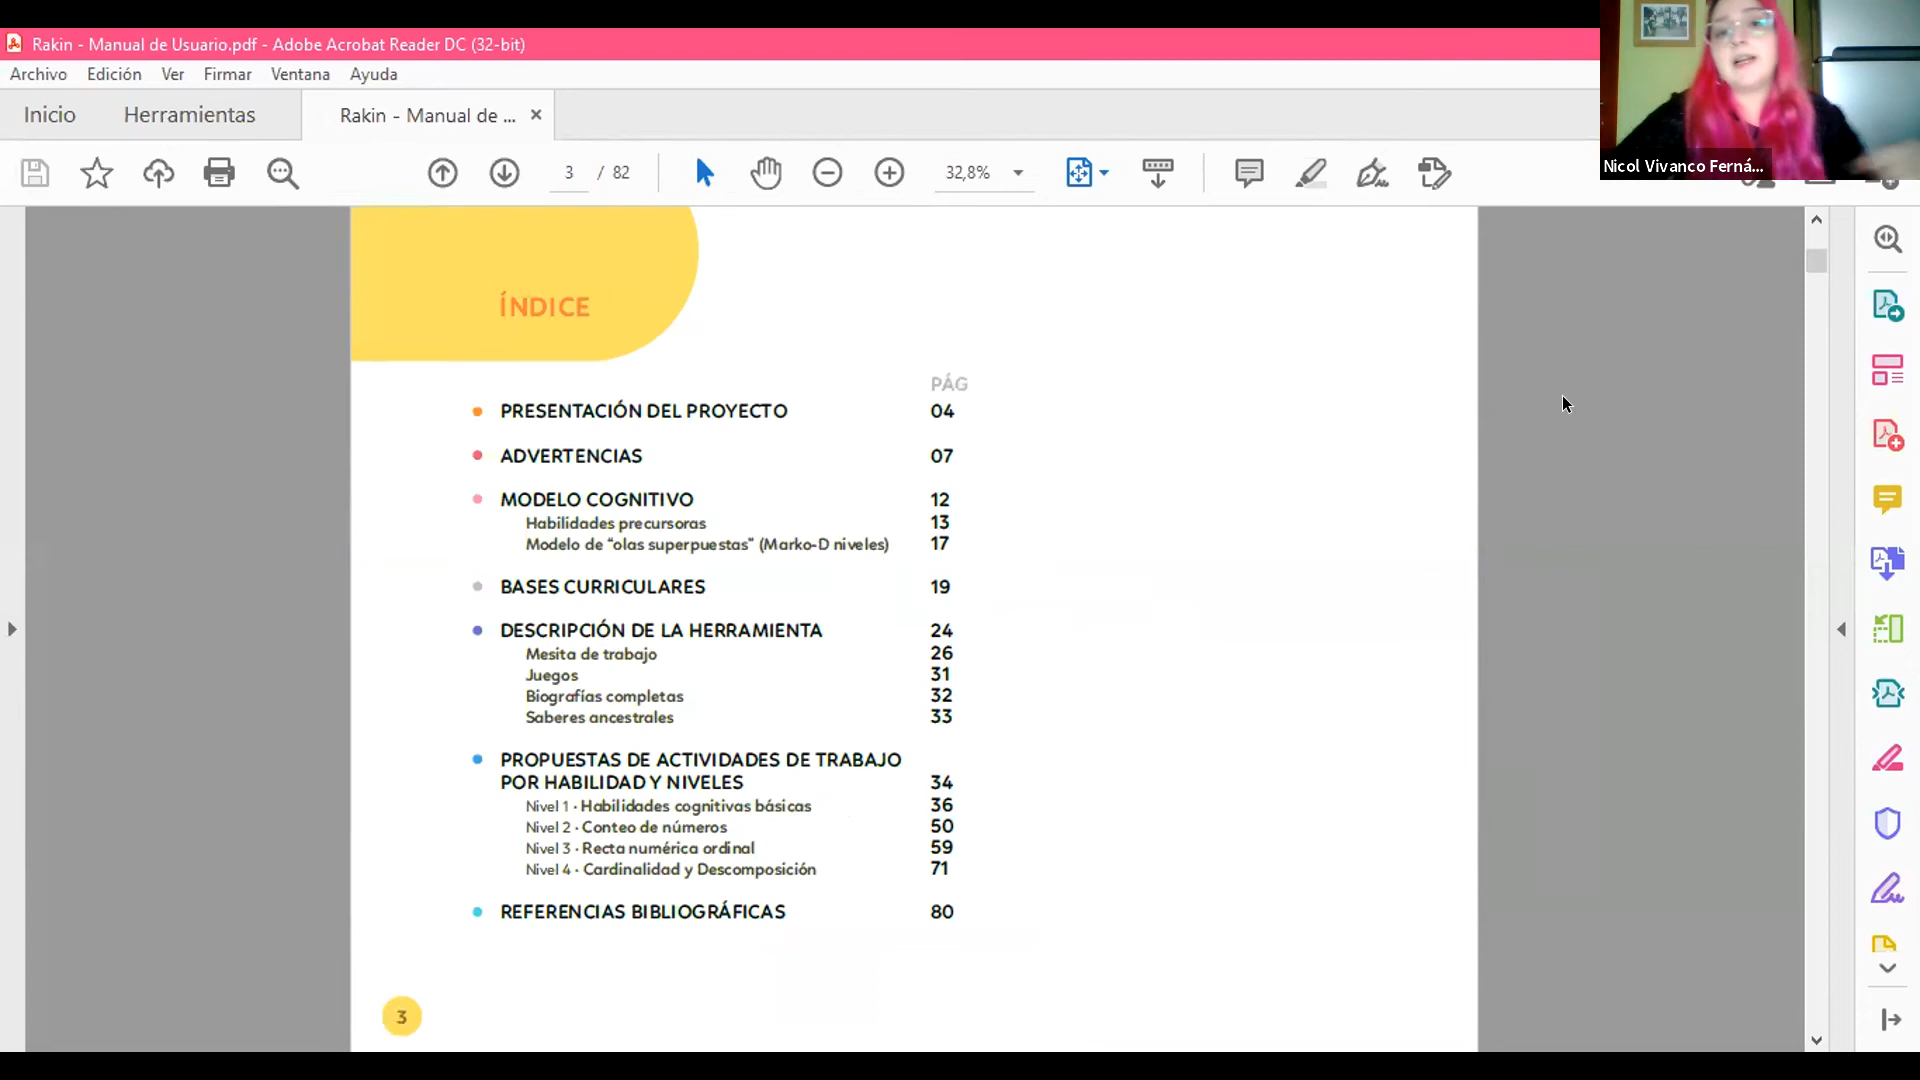 Rakin - Manual de Usuario.pdf - Adobe Acrobat Reader DC (32-bit)
Archivo Edición Ver Firmar Ventana Ayuda
Inicio Herramientas Rakin - Manual de ... ×
3 / 82 32,8%
Nicol Vivanco Ferná...
ÍNDICE
PÁG
PRESENTACIÓN DEL PROYECTO 04
ADVERTENCIAS 07
MODELO COGNITIVO 12
Habilidades precursoras 13
Modelo de “olas superpuestas” (Marko-D niveles) 17
BASES CURRICULARES 19
DESCRIPCIÓN DE LA HERRAMIENTA 24
Mesita de trabajo 26
Juegos 31
Biografías completas 32
Saberes ancestrales 33
PROPUESTAS DE ACTIVIDADES DE TRABAJO
POR HABILIDAD Y NIVELES 34
Nivel 1 · Habilidades cognitivas básicas 36
Nivel 2 · Conteo de números 50
Nivel 3 · Recta numérica ordinal 59
Nivel 4 · Cardinalidad y Descomposición 71
REFERENCIAS BIBLIOGRÁFICAS 80
3